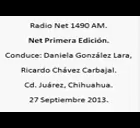 Radio Net 1490 AM.
Net Primera Edición.
Conduce: Daniela González Lara,
Ricardo Chávez Carbajal.
Cd. Juárez, Chihuahua.
27 Septiembre 2013.